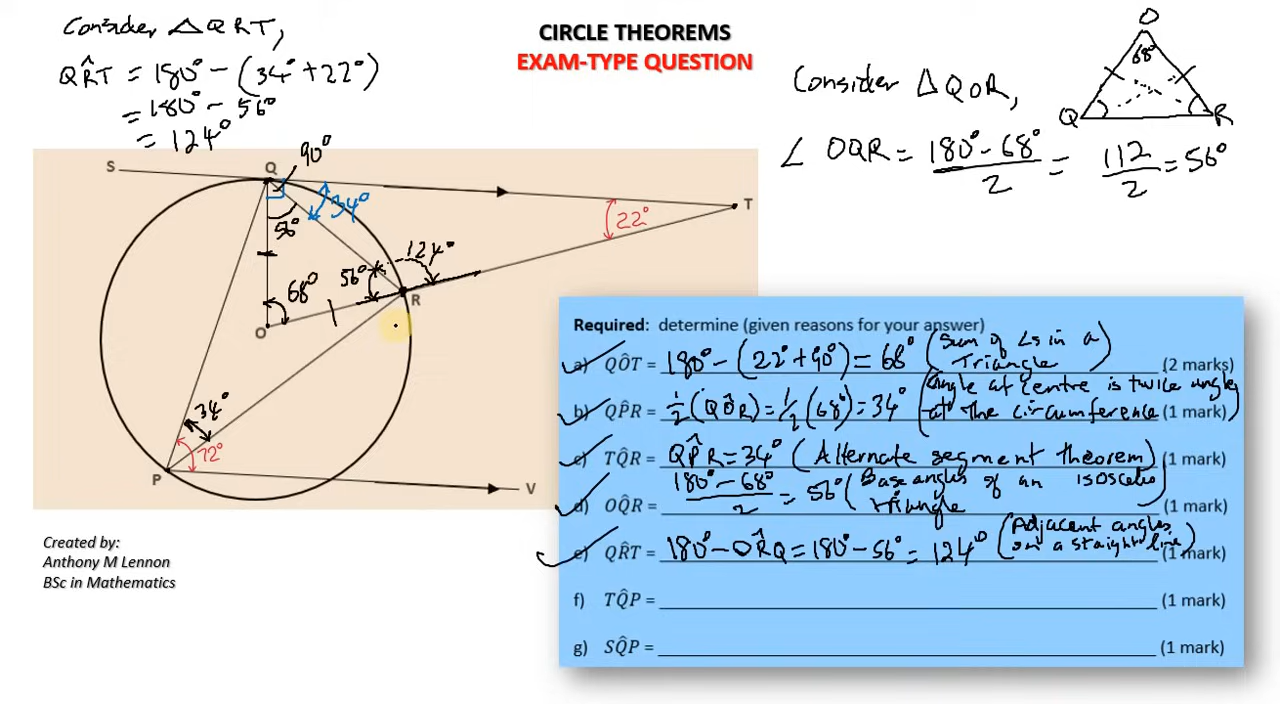 Consider △QRT,
QR̂T = 180° - (34° + 22°)
= 180° - 56°
= 124°
CIRCLE THEOREMS
EXAM-TYPE QUESTION
Consider △QOR,
∠ OQR = 180° - 68° / 2 = 112 / 2 = 56°
O
68°
Q
R
S
Q
90°
34°
56°
22°
T
124°
56°
68°
R
O
34°
72°
P
V
Required: determine (given reasons for your answer)
a) QÔT = 180° - (22° + 90°) = 68° (Sum of ∠s in a Triangle) (2 marks)
b) QP̂R = ½(QÔR) = ½(68°) = 34° (angle at centre is twice angle at the circumference) (1 mark)
c) TQ̂R = QP̂R = 34° (Alternate segment theorem) (1 mark)
d) OQ̂R = 180° - 68° / 2 = 56° (Base angles of an isosceles triangle) (1 mark)
e) QR̂T = 180° - OR̂Q = 180° - 56° = 124° (Adjacent angles on a staight line) (1 mark)
f) TQ̂P = (1 mark)
g) SQ̂P = (1 mark)
Created by:
Anthony M Lennon
BSc in Mathematics